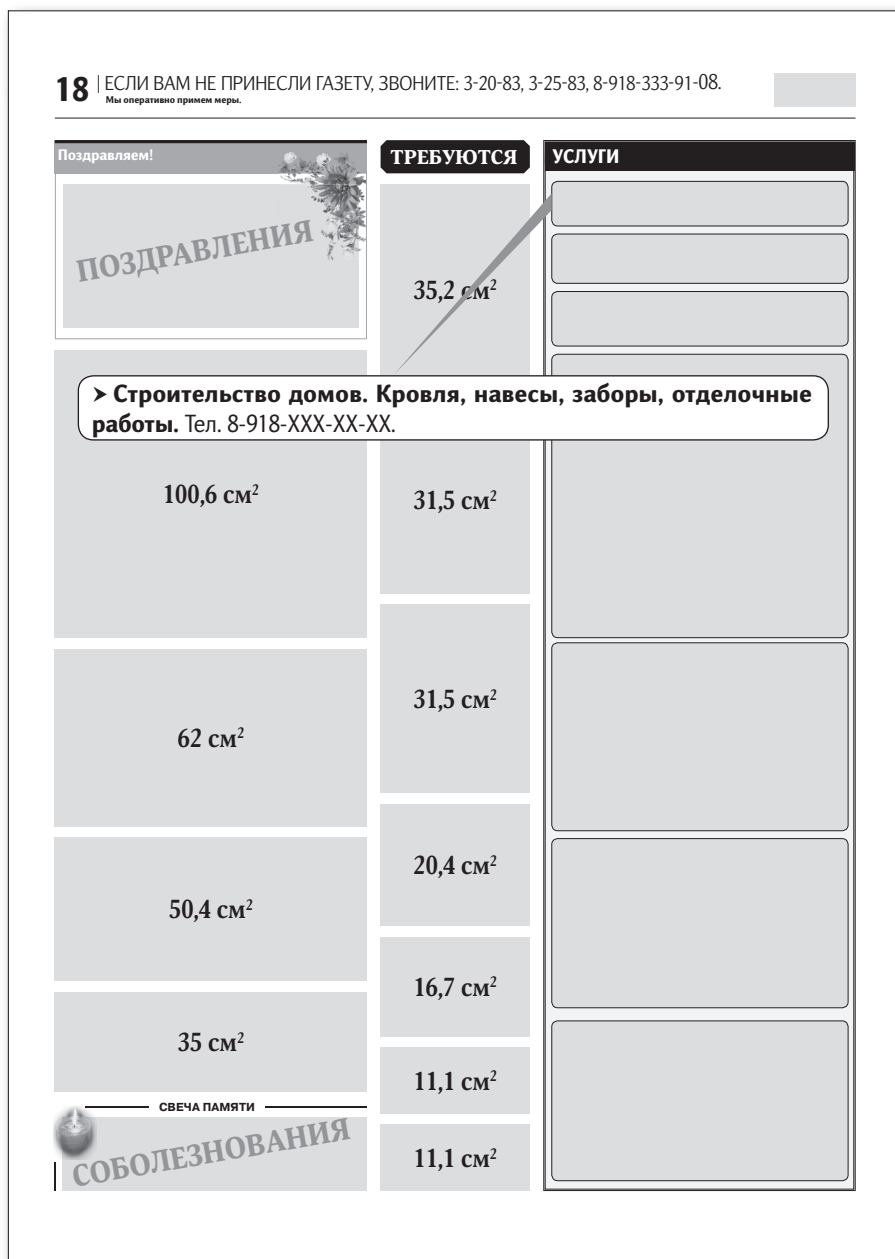 18 | ЕСЛИ ВАМ НЕ ПРИНЕСЛИ ГАЗЕТУ, ЗВОНИТЕ: 3-20-83, 3-25-83, 8-918-333-91-08.
Мы оперативно примем меры.
Поздравляем!
ПОЗДРАВЛЕНИЯ
100,6 см²
62 см²
50,4 см²
35 см²
СВЕЧА ПАМЯТИ
СОБОЛЕЗНОВАНИЯ
ТРЕБУЮТСЯ
35,2 см²
31,5 см²
31,5 см²
20,4 см²
16,7 см²
11,1 см²
11,1 см²
УСЛУГИ
➤ Строительство домов. Кровля, навесы, заборы, отделочные
работы. Тел. 8-918-XXX-XX-XX.